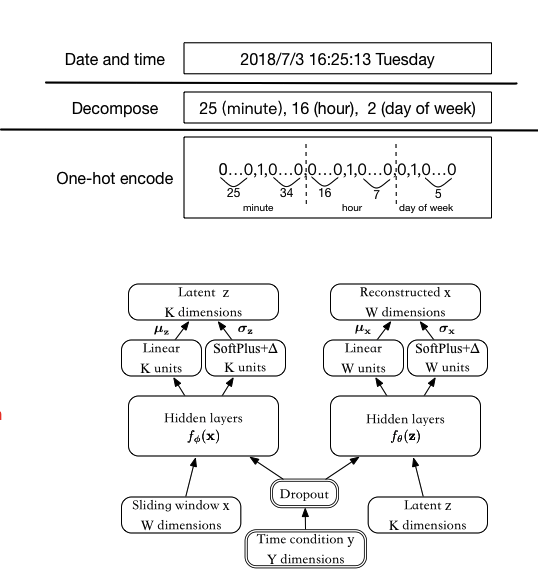 Date and time
2018/7/3 16:25:13 Tuesday
Decompose
25 (minute), 16 (hour), 2 (day of week)
One-hot encode
0...0,1,0...0,0...0,1,0...0,0,1,0...0
25 34 16 7 5
minute hour day of week
Latent z
K dimensions
Reconstructed x
W dimensions
μz σz
μx σx
Linear
K units
SoftPlus+Δ
K units
Linear
W units
SoftPlus+Δ
W units
Hidden layers
fϕ(x)
Hidden layers
fθ(z)
Dropout
Sliding window x
W dimensions
Latent z
K dimensions
Time condition y
Y dimensions